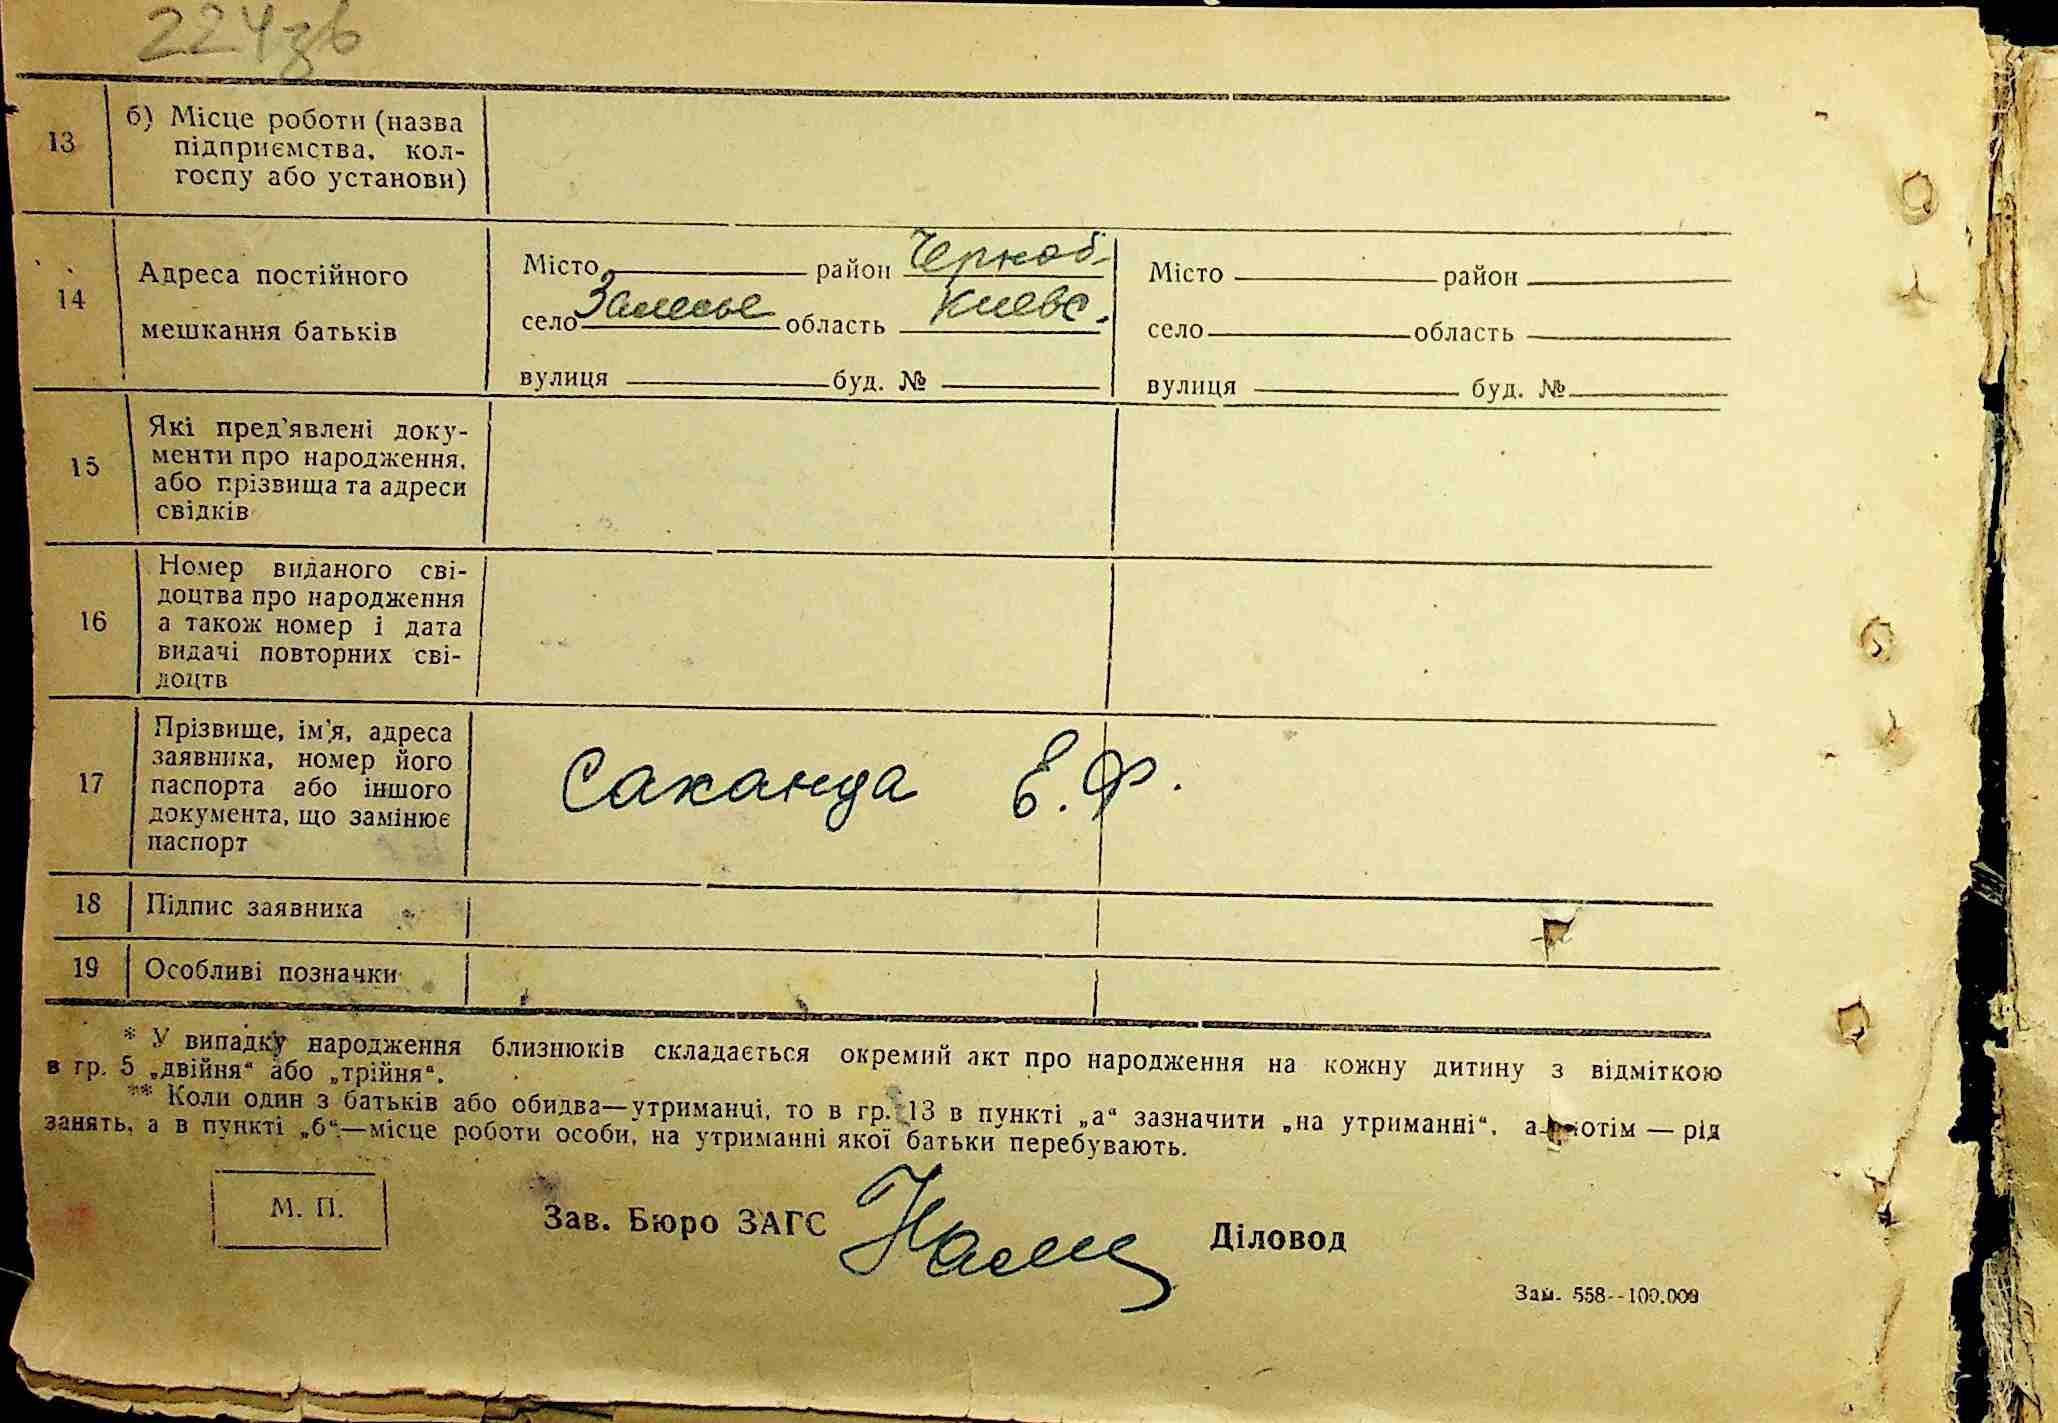 224зв
13
б) Місце роботи (назва
підприємства, кол-
госпу або установи)
14
Адреса постійного
мешкання батьків
Місто район Черноб.
село Залесье область Киевс.
вулиця буд. №
Місто район
село область
вулиця буд. №
15
Які пред'явлені доку-
менти про народження,
або прізвища та адреси
свідків
16
Номер виданого сві-
доцтва про народження
а також номер і дата
видачі повторних сві-
доцтв
17
Прізвище, ім'я, адреса
заявника, номер його
паспорта або іншого
документа, що замінює
паспорт
Саханда Е. Ф.
18 Підпис заявника
19 Особливі позначки
* У випадку народження близнюків складається окремий акт про народження на кожну дитину з відміткою
в гр. 5 „двійня“ або „трійня“.
** Коли один з батьків або обидва—утриманці, то в гр. 13 в пункті „а“ зазначити „на утриманні“, а потім — рід
занять, а в пункті „б“—місце роботи особи, на утриманні якої батьки перебувають.
М. П.
Зав. Бюро ЗАГС
Діловод
Зам. 558--100.000